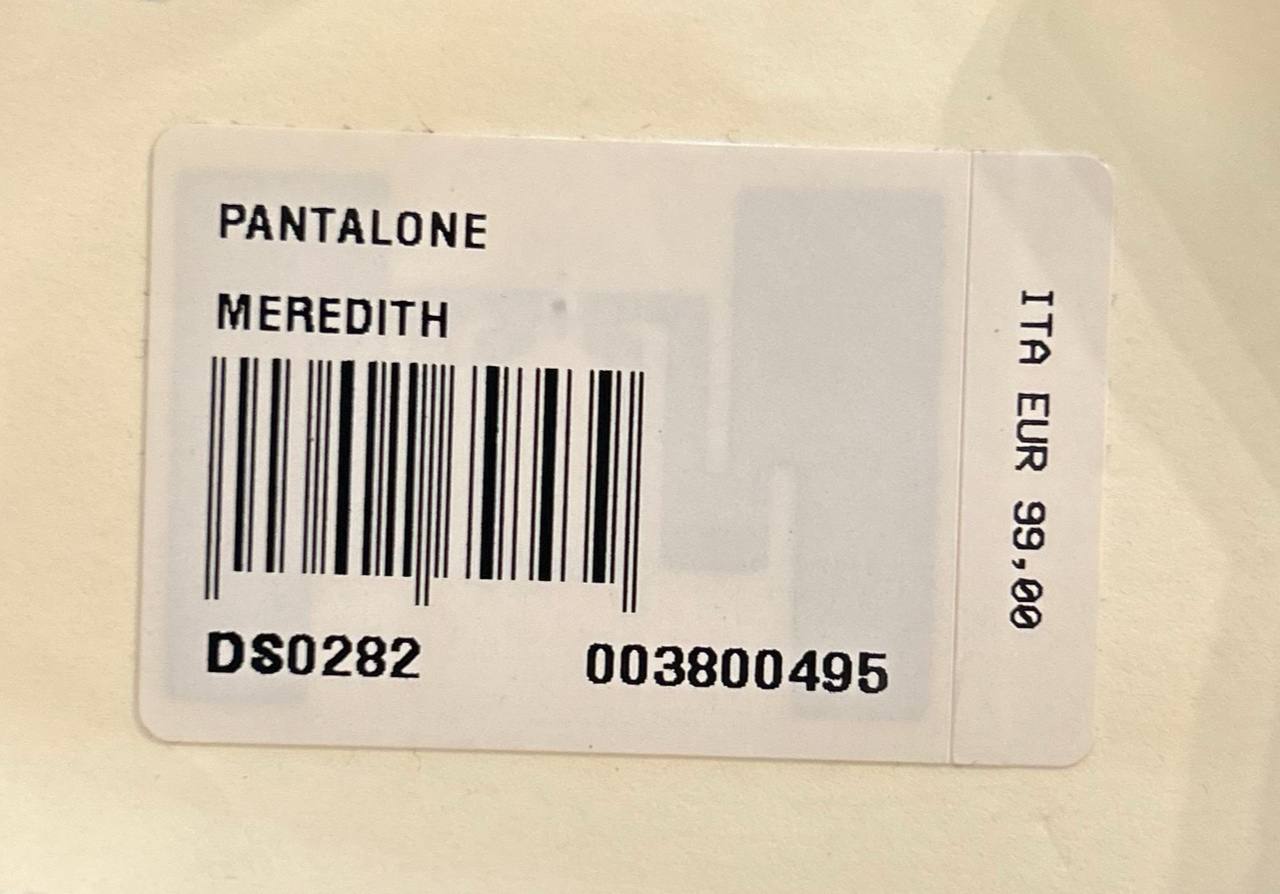 PANTALONE
MEREDITH
DS0282 003800495
ITA EUR 99,00